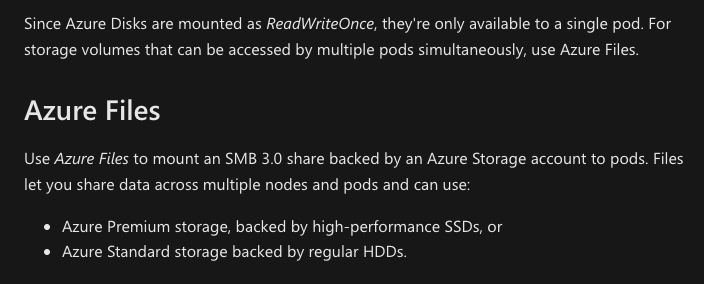 Since Azure Disks are mounted as ReadWriteOnce, they're only available to a single pod. For
storage volumes that can be accessed by multiple pods simultaneously, use Azure Files.
Azure Files
Use Azure Files to mount an SMB 3.0 share backed by an Azure Storage account to pods. Files
let you share data across multiple nodes and pods and can use:
• Azure Premium storage, backed by high-performance SSDs, or
• Azure Standard storage backed by regular HDDs.